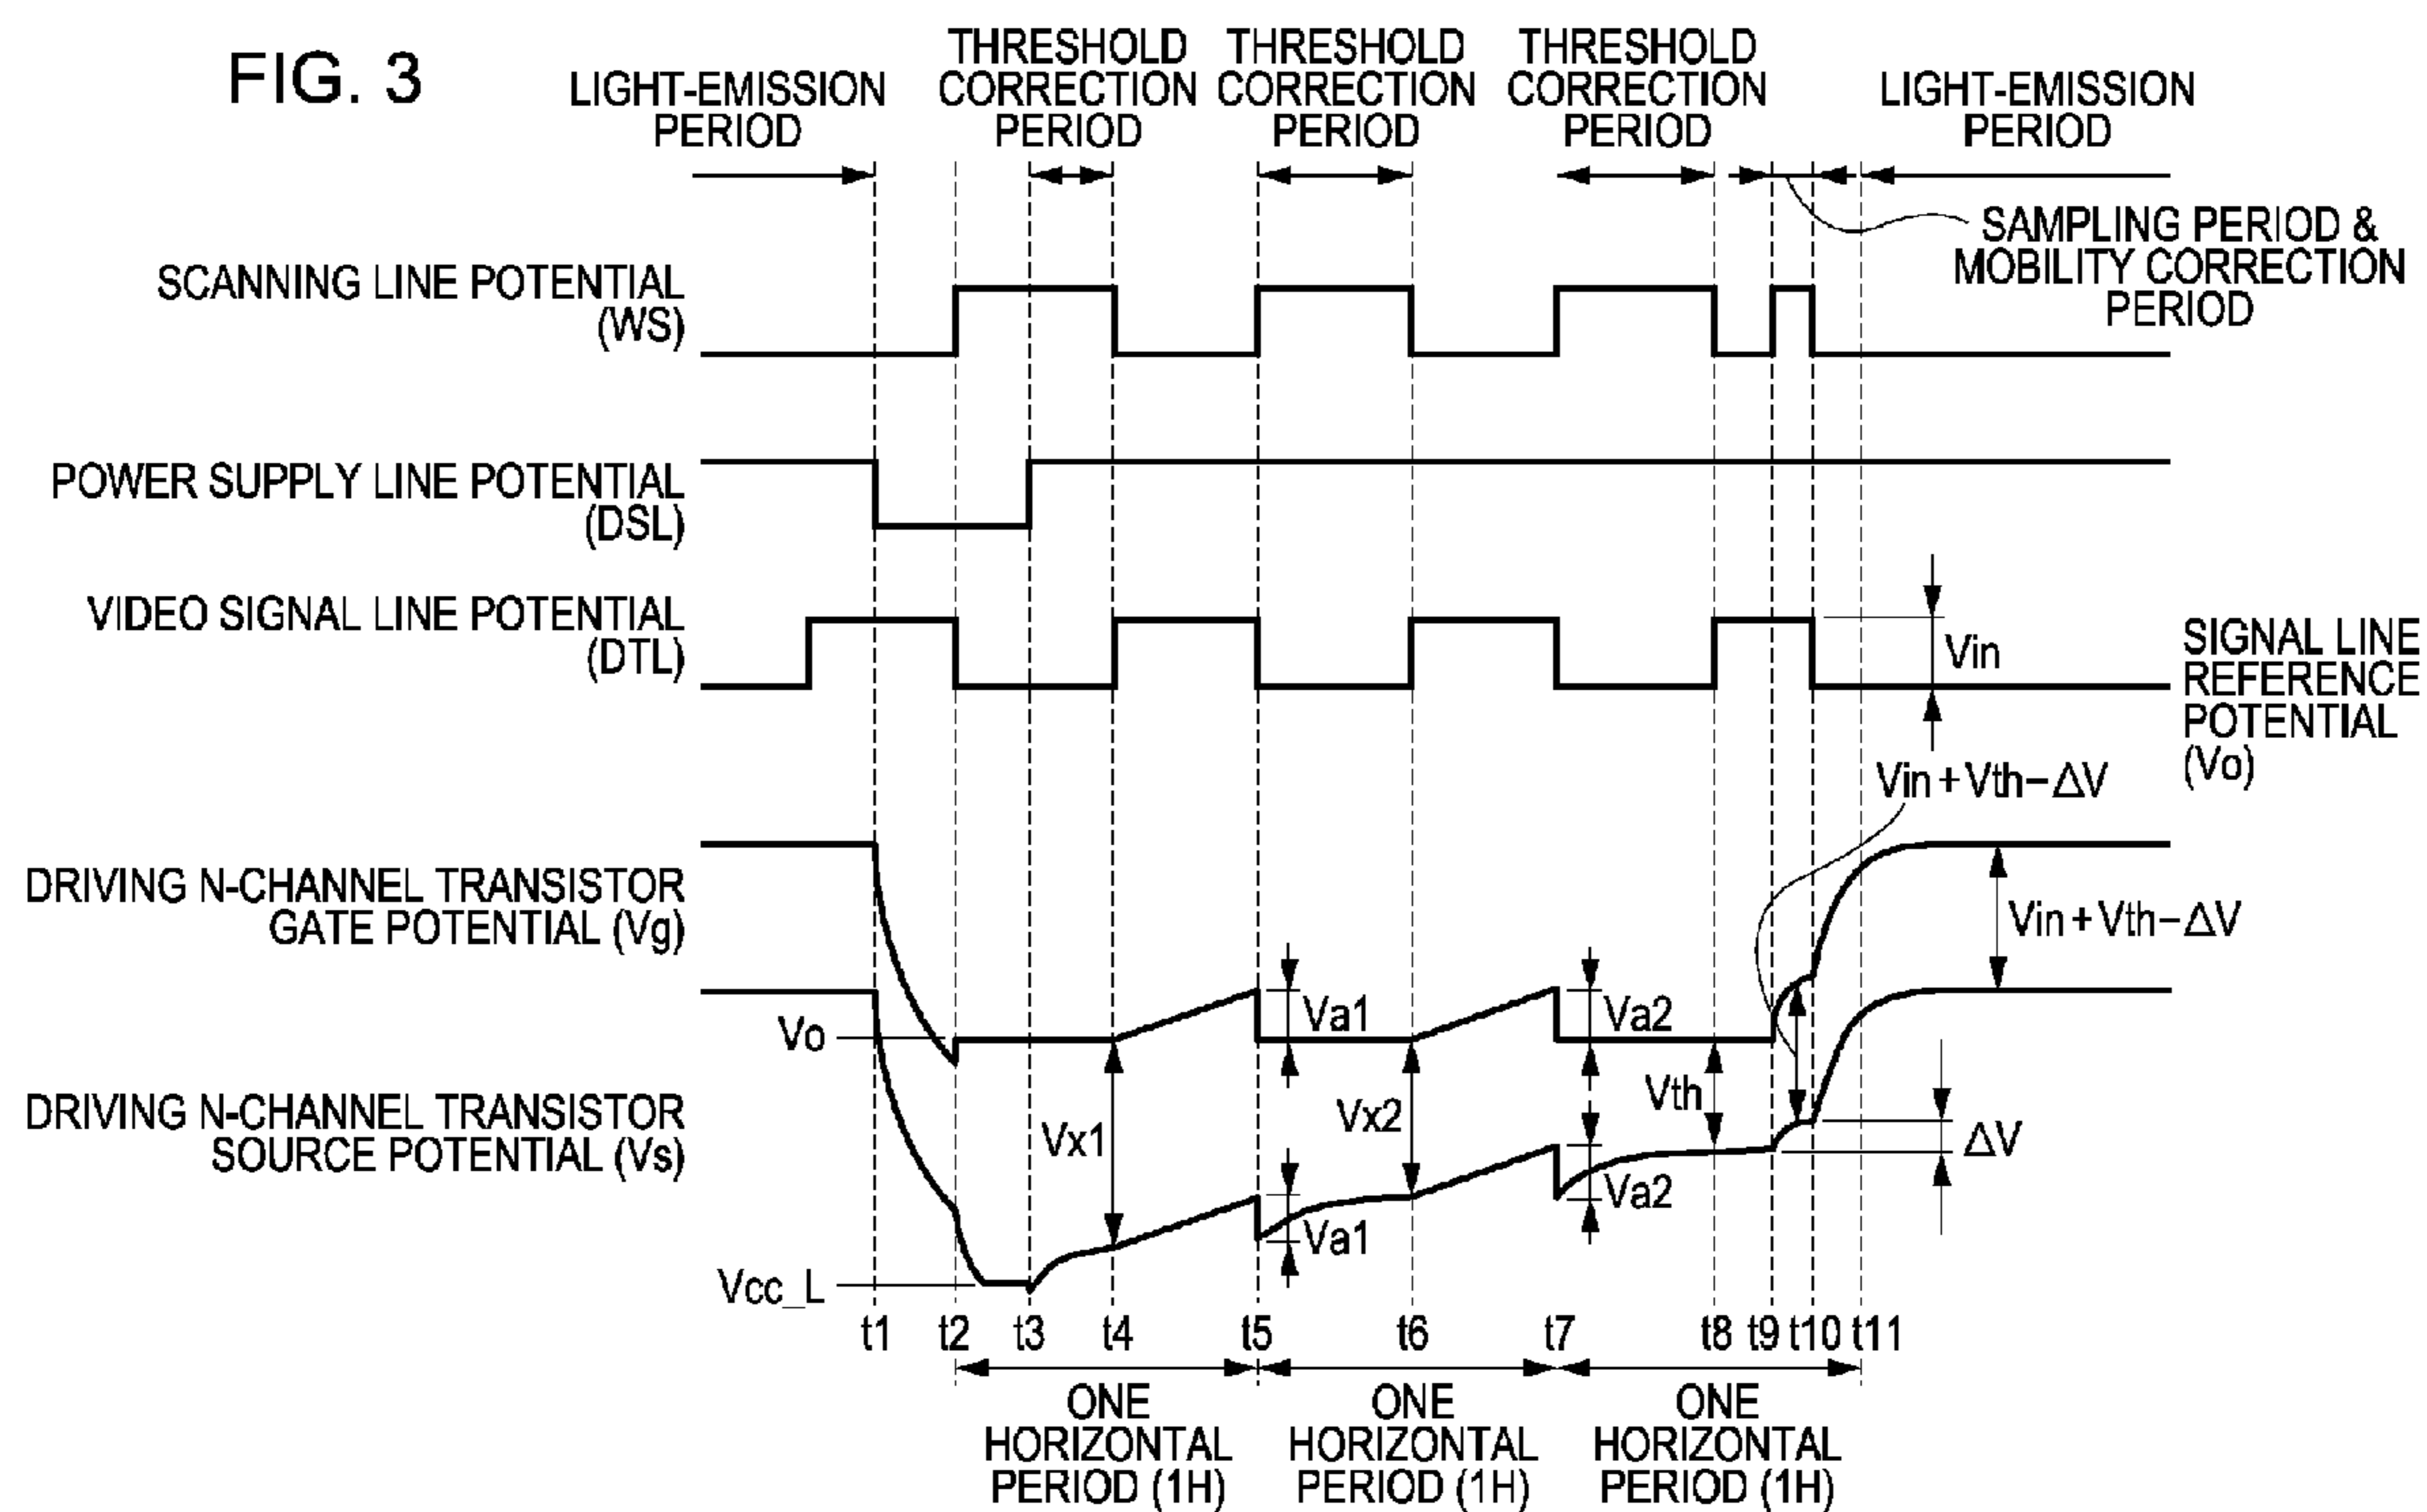 FIG. 3
LIGHT-EMISSION
PERIOD
THRESHOLD
CORRECTION
PERIOD
THRESHOLD
CORRECTION
PERIOD
THRESHOLD
CORRECTION
PERIOD
LIGHT-EMISSION
PERIOD
SAMPLING PERIOD &
MOBILITY CORRECTION
PERIOD
SCANNING LINE POTENTIAL
(WS)
POWER SUPPLY LINE POTENTIAL
(DSL)
VIDEO SIGNAL LINE POTENTIAL
(DTL)
Vin
SIGNAL LINE
REFERENCE
POTENTIAL
(Vo)
Vin + Vth – ΔV
DRIVING N-CHANNEL TRANSISTOR
GATE POTENTIAL (Vg)
Vin + Vth – ΔV
Vo
Va1
Va2
DRIVING N-CHANNEL TRANSISTOR
SOURCE POTENTIAL (Vs)
Vx1
Vx2
Vth
ΔV
Va1
Va2
Vcc_L
t1 t2 t3 t4 t5 t6 t7 t8 t9 t10 t11
ONE
HORIZONTAL
PERIOD (1H)
ONE
HORIZONTAL
PERIOD (1H)
ONE
HORIZONTAL
PERIOD (1H)